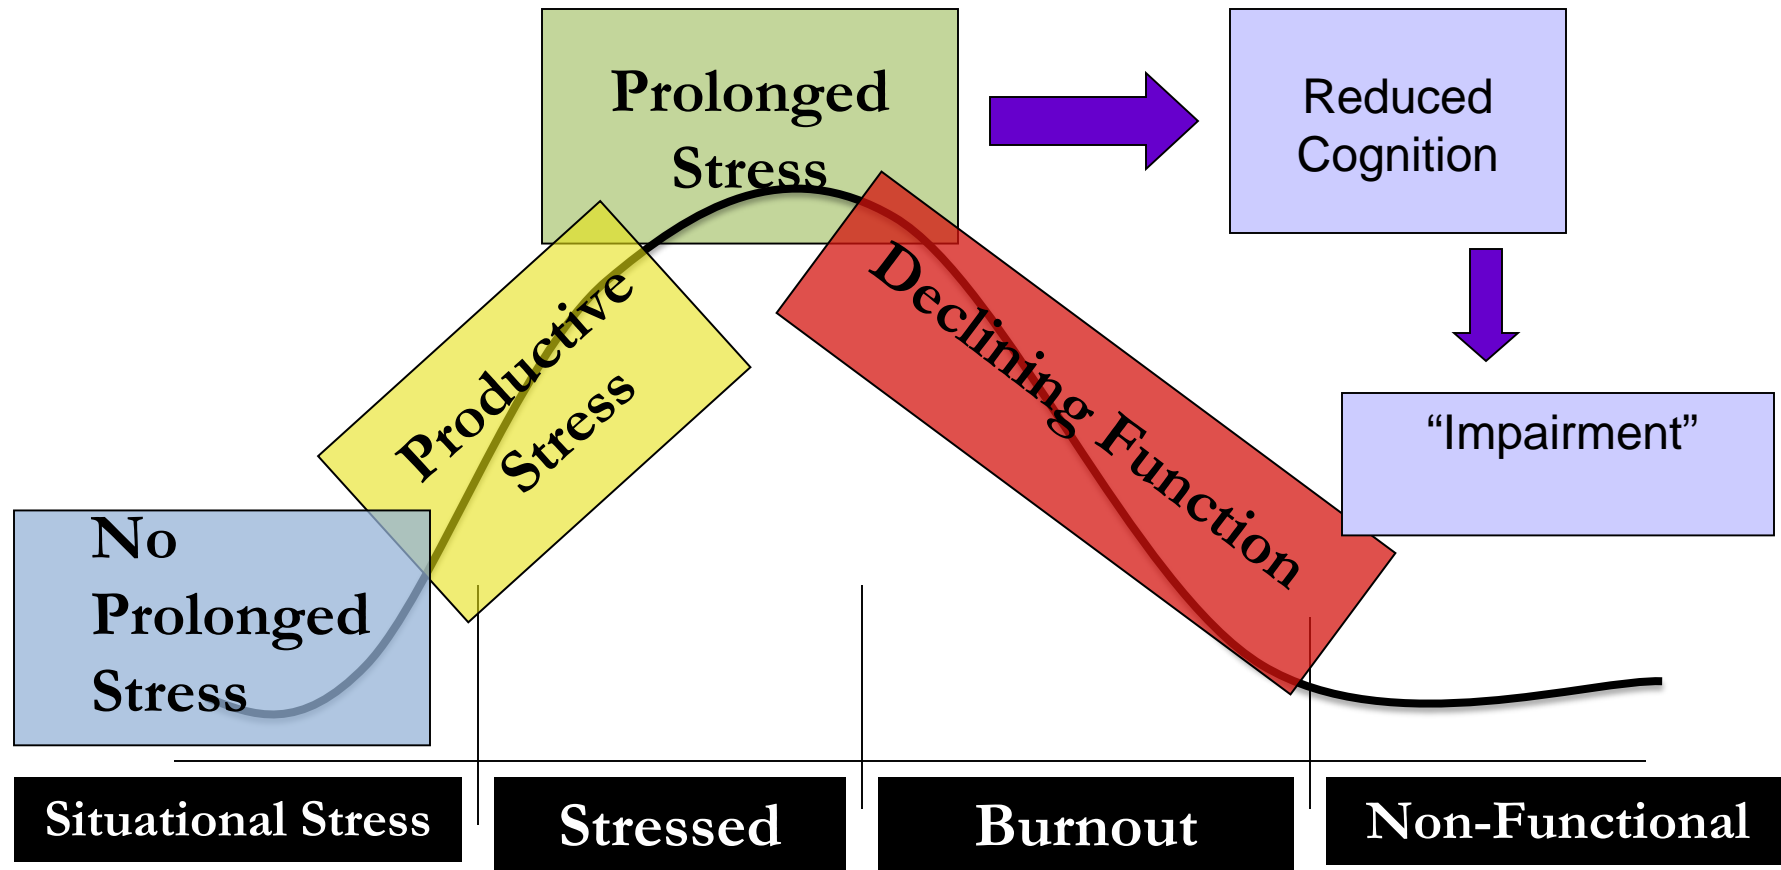 Prolonged
Stress
Reduced
Cognition
Productive
Stress
Declining Function
“Impairment”
No
Prolonged
Stress
Situational Stress
Stressed
Burnout
Non-Functional